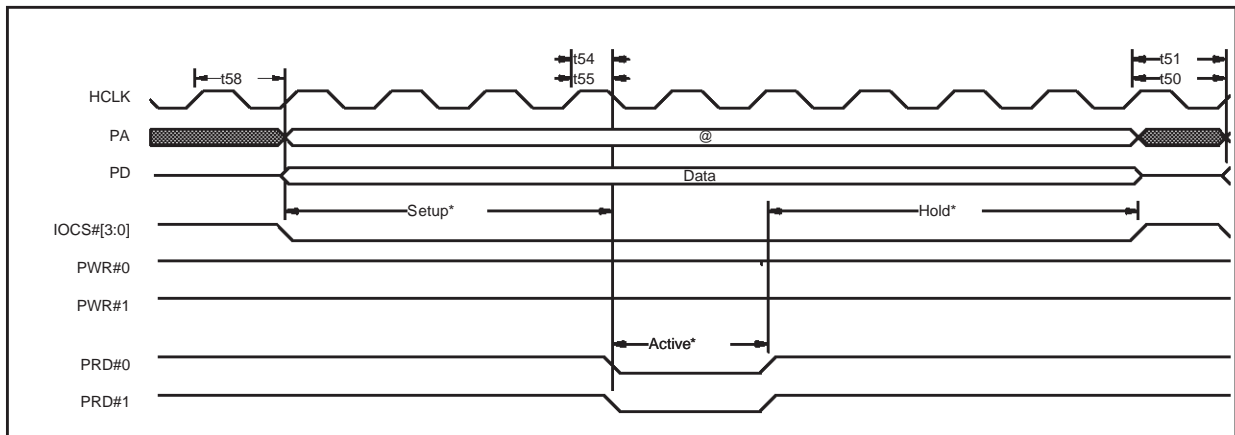 t54
t51
t58
t55
t50
HCLK
PA
@
PD
Data
Setup*
Hold*
IOCS#[3:0]
PWR#0
PWR#1
Active*
PRD#0
PRD#1